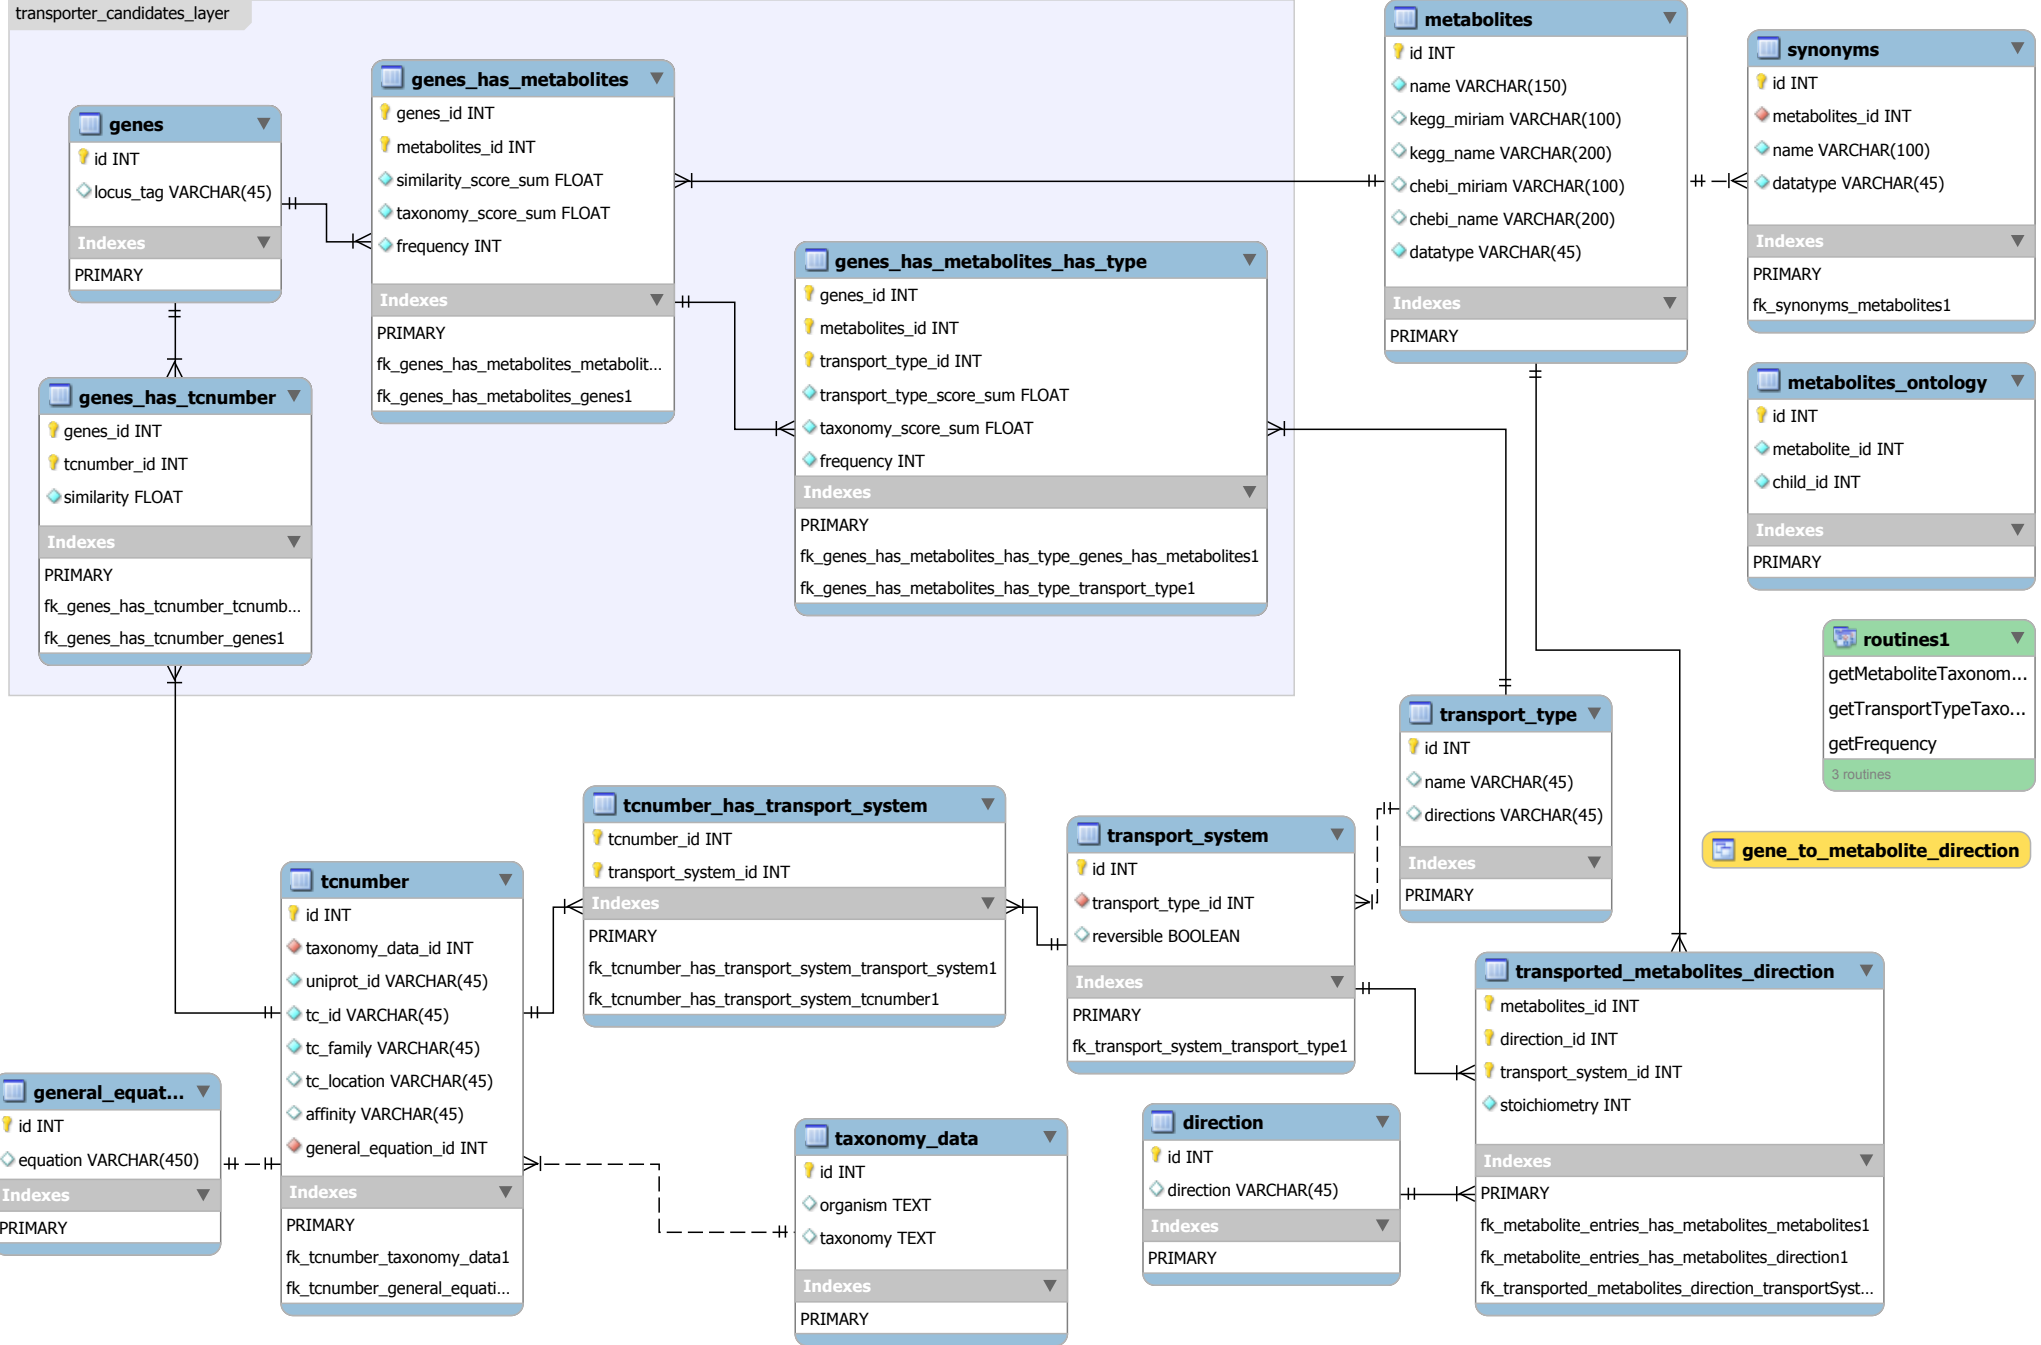 transporter_candidates_layer
genes
id INT
locus_tag VARCHAR(45)
Indexes
PRIMARY
genes_has_metabolites
genes_id INT
metabolites_id INT
similarity_score_sum FLOAT
taxonomy_score_sum FLOAT
frequency INT
Indexes
PRIMARY
fk_genes_has_metabolites_metabolit...
fk_genes_has_metabolites_genes1
genes_has_metabolites_has_type
genes_id INT
metabolites_id INT
transport_type_id INT
transport_type_score_sum FLOAT
taxonomy_score_sum FLOAT
frequency INT
Indexes
PRIMARY
fk_genes_has_metabolites_has_type_genes_has_metabolites1
fk_genes_has_metabolites_has_type_transport_type1
genes_has_tcnumber
genes_id INT
tcnumber_id INT
similarity FLOAT
Indexes
PRIMARY
fk_genes_has_tcnumber_tcnumb...
fk_genes_has_tcnumber_genes1
metabolites
id INT
name VARCHAR(150)
kegg_miriam VARCHAR(100)
kegg_name VARCHAR(200)
chebi_miriam VARCHAR(100)
chebi_name VARCHAR(200)
datatype VARCHAR(45)
Indexes
PRIMARY
synonyms
id INT
metabolites_id INT
name VARCHAR(100)
datatype VARCHAR(45)
Indexes
PRIMARY
fk_synonyms_metabolites1
metabolites_ontology
id INT
metabolite_id INT
child_id INT
Indexes
PRIMARY
routines1
getMetaboliteTaxonom...
getTransportTypeTaxo...
getFrequency
3 routines
gene_to_metabolite_direction
transport_type
id INT
name VARCHAR(45)
directions VARCHAR(45)
Indexes
PRIMARY
tcnumber_has_transport_system
tcnumber_id INT
transport_system_id INT
Indexes
PRIMARY
fk_tcnumber_has_transport_system_transport_system1
fk_tcnumber_has_transport_system_tcnumber1
transport_system
id INT
transport_type_id INT
reversible BOOLEAN
Indexes
PRIMARY
fk_transport_system_transport_type1
tcnumber
id INT
taxonomy_data_id INT
uniprot_id VARCHAR(45)
tc_id VARCHAR(45)
tc_family VARCHAR(45)
tc_location VARCHAR(45)
affinity VARCHAR(45)
general_equation_id INT
Indexes
PRIMARY
fk_tcnumber_taxonomy_data1
fk_tcnumber_general_equati...
general_equat...
id INT
equation VARCHAR(450)
Indexes
PRIMARY
taxonomy_data
id INT
organism TEXT
taxonomy TEXT
Indexes
PRIMARY
direction
id INT
direction VARCHAR(45)
Indexes
PRIMARY
transported_metabolites_direction
metabolites_id INT
direction_id INT
transport_system_id INT
stoichiometry INT
Indexes
PRIMARY
fk_metabolite_entries_has_metabolites_metabolites1
fk_metabolite_entries_has_metabolites_direction1
fk_transported_metabolites_direction_transportSyst...